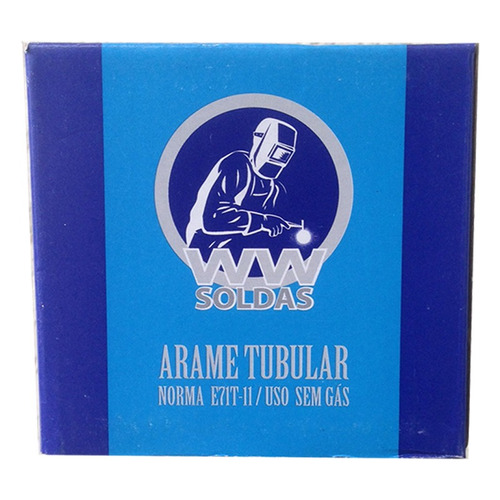 WW
SOLDAS
ARAME TUBULAR
NORMA E71T-11 / USO SEM GÁS